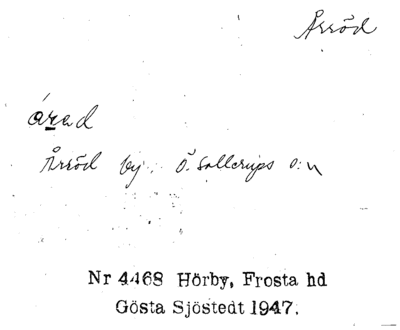 Årröd
árad
Årröd by. Ö. Sallerups s:n
Nr 4468 Hörby, Frosta hd
Gösta Sjöstedt 1947.